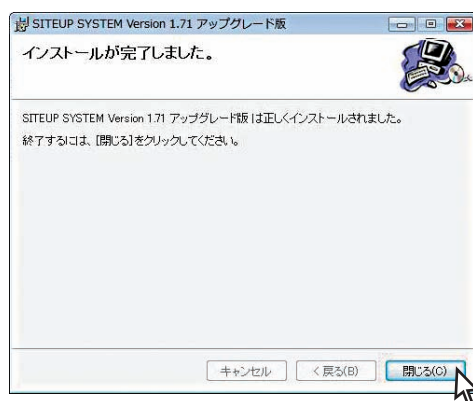 SITEUP SYSTEM Version 1.71 アップグレード版
インストールが完了しました。
SITEUP SYSTEM Version 1.71 アップグレード版 は正しくインストールされました。
終了するには、[閉じる]をクリックしてください。
キャンセル
< 戻る(B)
閉じる(C)